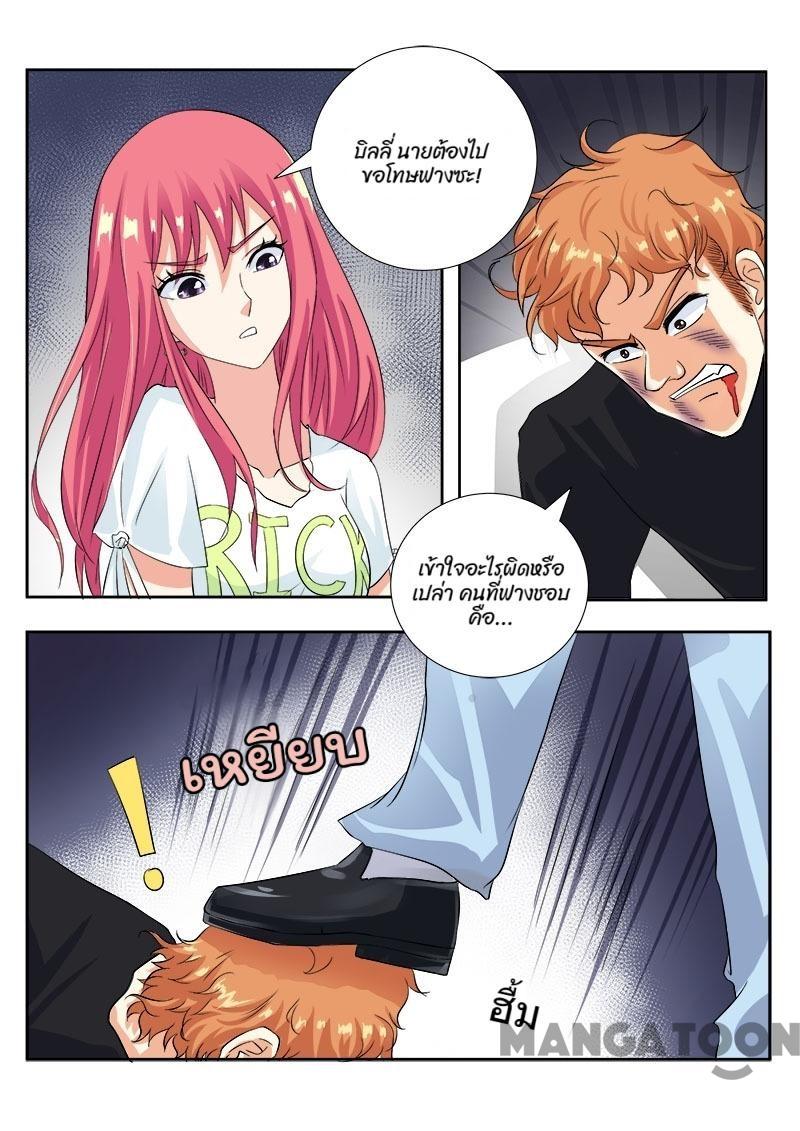 บิลลี่ นายต้องไป
ขอโทษฟางซะ!
RICK
เข้าใจอะไรผิดหรือ
เปล่า คนที่ฟางชอบ
คือ...
!
เหยียบ
ฮึ้ม
MANGATOON